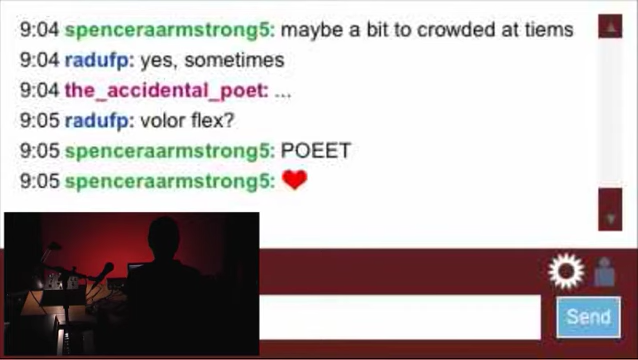 9:04 spenceraarmstrong5: maybe a bit to crowded at tiems
9:04 radufp: yes, sometimes
9:04 the_accidental_poet: ...
9:05 radufp: volor flex?
9:05 spenceraarmstrong5: POEET
9:05 spenceraarmstrong5: ❤
Send